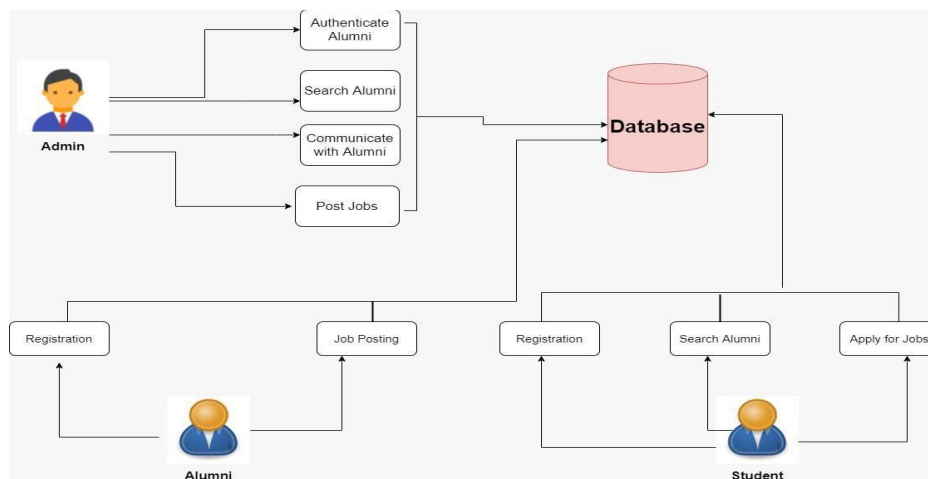 Authenticate
Alumni
Search Alumni
Admin
Communicate
with Alumni
Post Jobs
Database
Registration
Job Posting
Registration
Search Alumni
Apply for Jobs
Alumni
Student